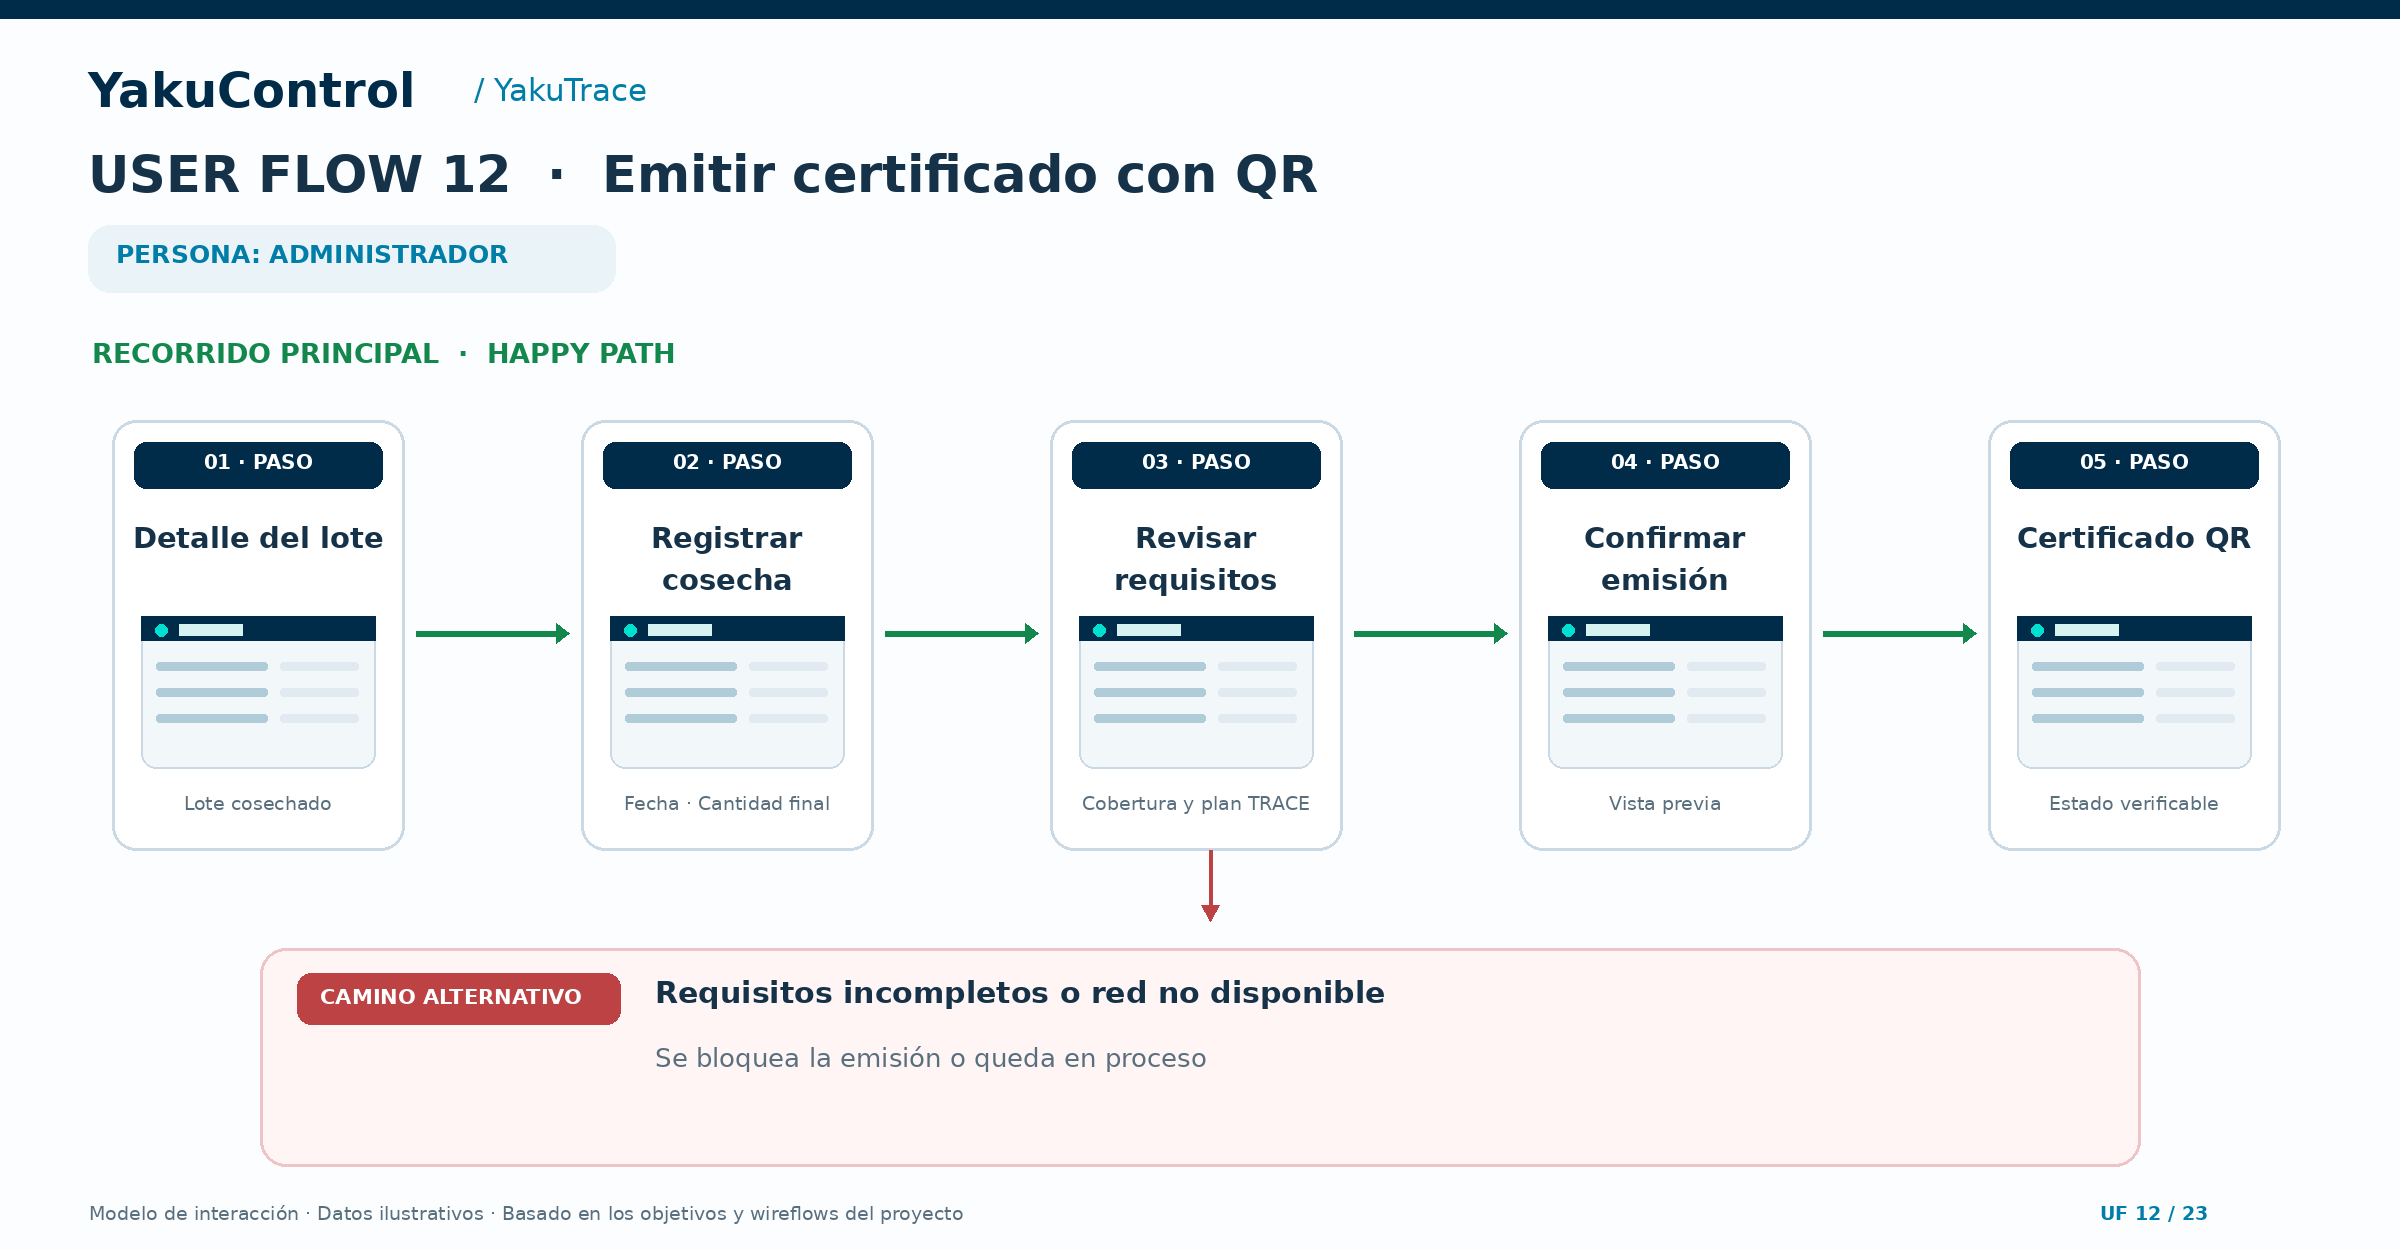 YakuControl / YakuTrace
USER FLOW 12 · Emitir certificado con QR
PERSONA: ADMINISTRADOR
RECORRIDO PRINCIPAL · HAPPY PATH
01 · PASO
Detalle del lote
Lote cosechado
02 · PASO
Registrar
cosecha
Fecha · Cantidad final
03 · PASO
Revisar
requisitos
Cobertura y plan TRACE
04 · PASO
Confirmar
emisión
Vista previa
05 · PASO
Certificado QR
Estado verificable
CAMINO ALTERNATIVO
Requisitos incompletos o red no disponible
Se bloquea la emisión o queda en proceso
Modelo de interacción · Datos ilustrativos · Basado en los objetivos y wireflows del proyecto
UF 12 / 23